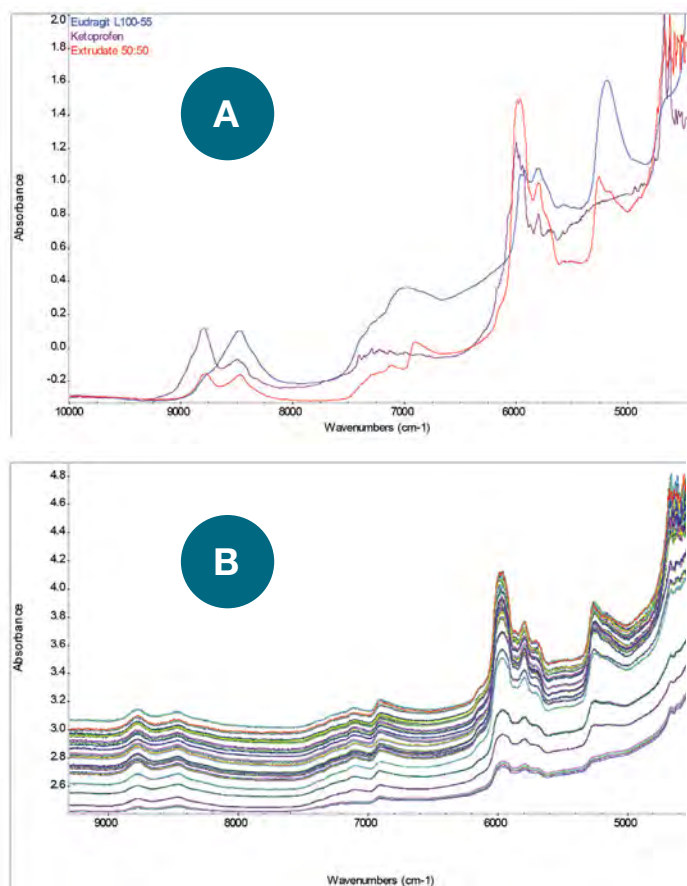 2.0
Eudragit L100-55
Ketoprofen
Extrudate 50:50
1.8
1.6
1.4
1.2
1.0
0.8
0.6
0.4
0.2
0.0
-0.2
Absorbance
A
10000 9000 8000 7000 6000 5000
Wavenumbers (cm-1)
4.8
4.6
4.4
4.2
4.0
3.8
3.6
3.4
3.2
3.0
2.8
2.6
Absorbance
B
9000 8000 7000 6000 5000
Wavenumbers (cm-1)